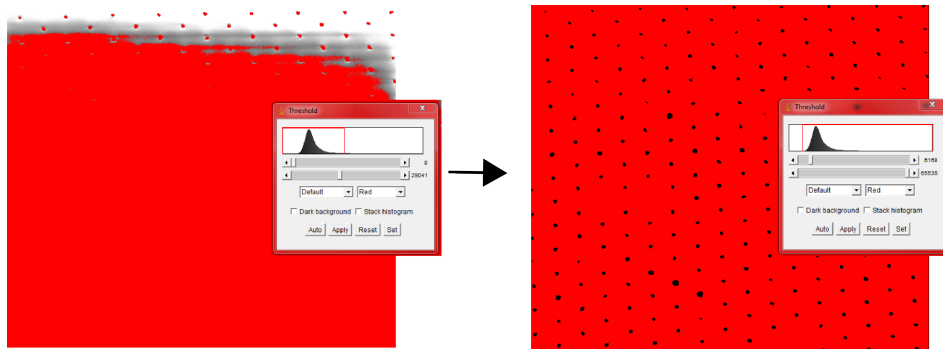 Threshold
x
0
29041
Default Red
Dark background Stack histogram
Auto Apply Reset Set
Threshold
x
6168
65535
Default Red
Dark background Stack histogram
Auto Apply Reset Set